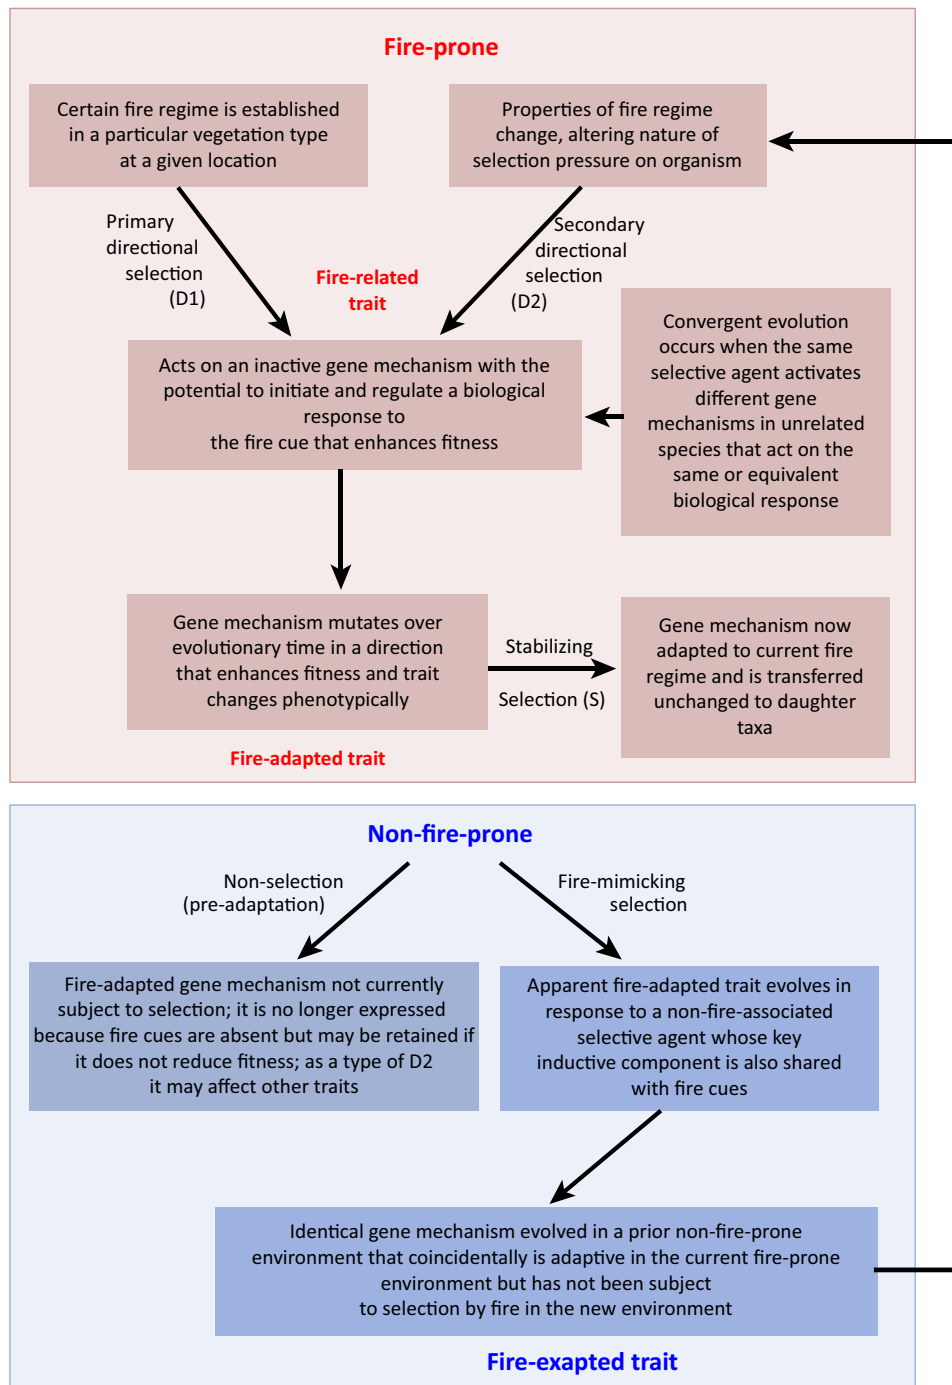 Fire-prone
Certain fire regime is established
in a particular vegetation type
at a given location
Properties of fire regime
change, altering nature of
selection pressure on organism
Primary
directional
selection
(D1)
Secondary
directional
selection
(D2)
Fire-related
trait
Acts on an inactive gene mechanism with the
potential to initiate and regulate a biological
response to
the fire cue that enhances fitness
Convergent evolution
occurs when the same
selective agent activates
different gene
mechanisms in unrelated
species that act on the
same or equivalent
biological response
Gene mechanism mutates over
evolutionary time in a direction
that enhances fitness and trait
changes phenotypically
Stabilizing
Selection (S)
Gene mechanism now
adapted to current fire
regime and is transferred
unchanged to daughter
taxa
Fire-adapted trait
Non-fire-prone
Non-selection
(pre-adaptation)
Fire-mimicking
selection
Fire-adapted gene mechanism not currently
subject to selection; it is no longer expressed
because fire cues are absent but may be retained if
it does not reduce fitness; as a type of D2
it may affect other traits
Apparent fire-adapted trait evolves in
response to a non-fire-associated
selective agent whose key
inductive component is also shared
with fire cues
Identical gene mechanism evolved in a prior non-fire-prone
environment that coincidentally is adaptive in the current fire-prone
environment but has not been subject
to selection by fire in the new environment
Fire-exapted trait